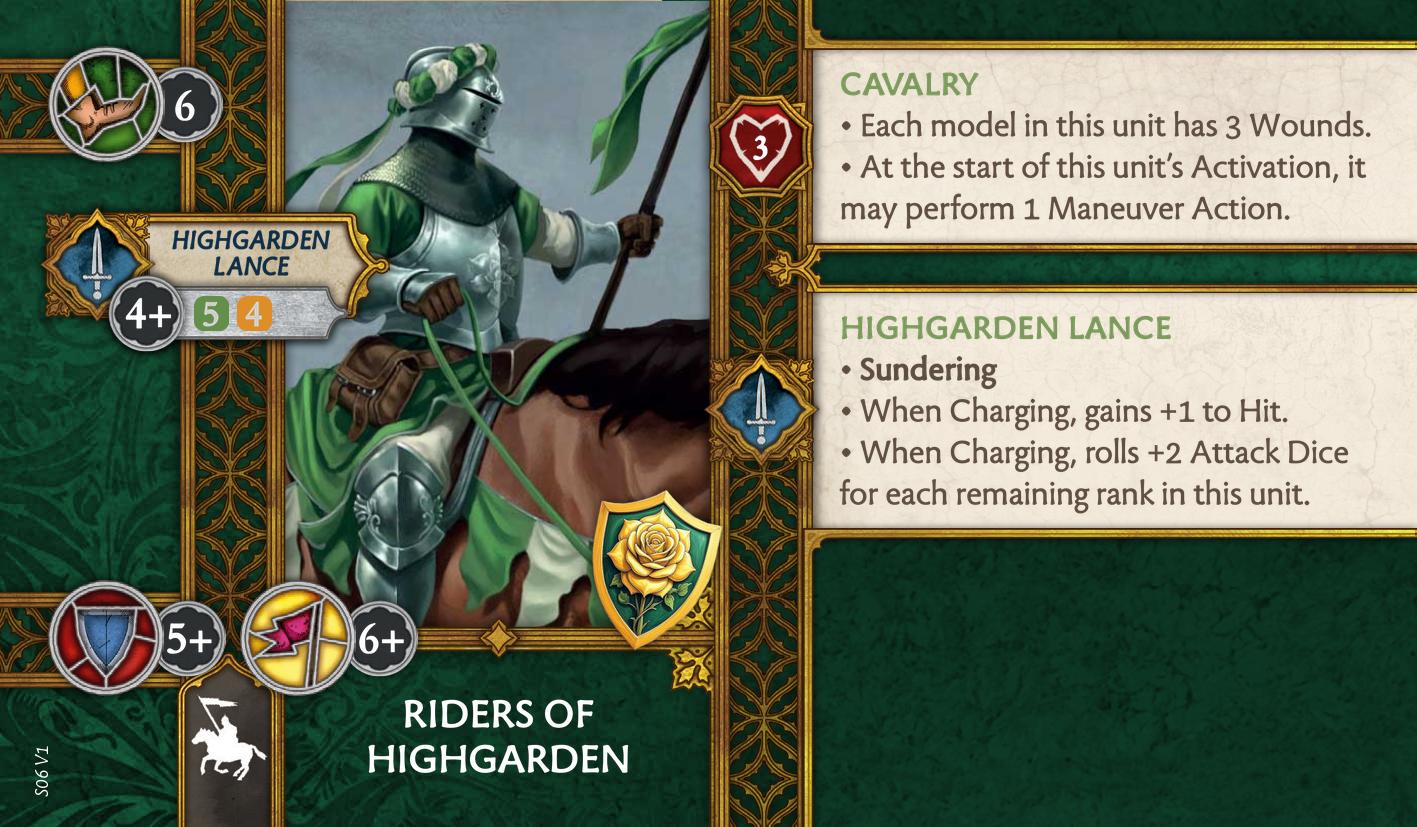 6
HIGHGARDEN
LANCE
4+ 5 4
5+ 6+
RIDERS OF
HIGHGARDEN
S06 V1
3
CAVALRY
• Each model in this unit has 3 Wounds.
• At the start of this unit's Activation, it
may perform 1 Maneuver Action.
HIGHGARDEN LANCE
• Sundering
• When Charging, gains +1 to Hit.
• When Charging, rolls +2 Attack Dice
for each remaining rank in this unit.